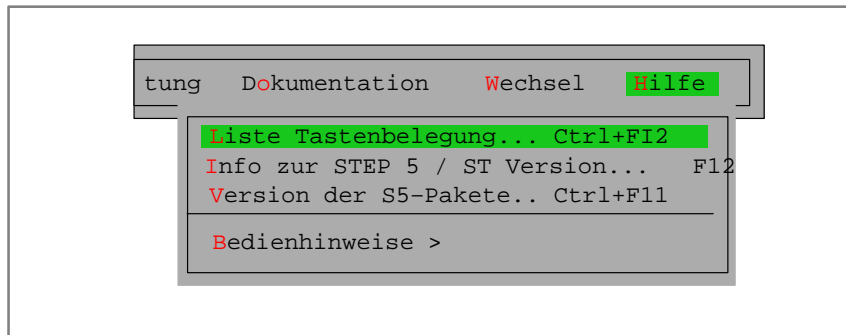 tung Dokumentation Wechsel Hilfe
Liste Tastenbelegung... Ctrl+FI2
Info zur STEP 5 / ST Version... F12
Version der S5-Pakete.. Ctrl+F11
Bedienhinweise >